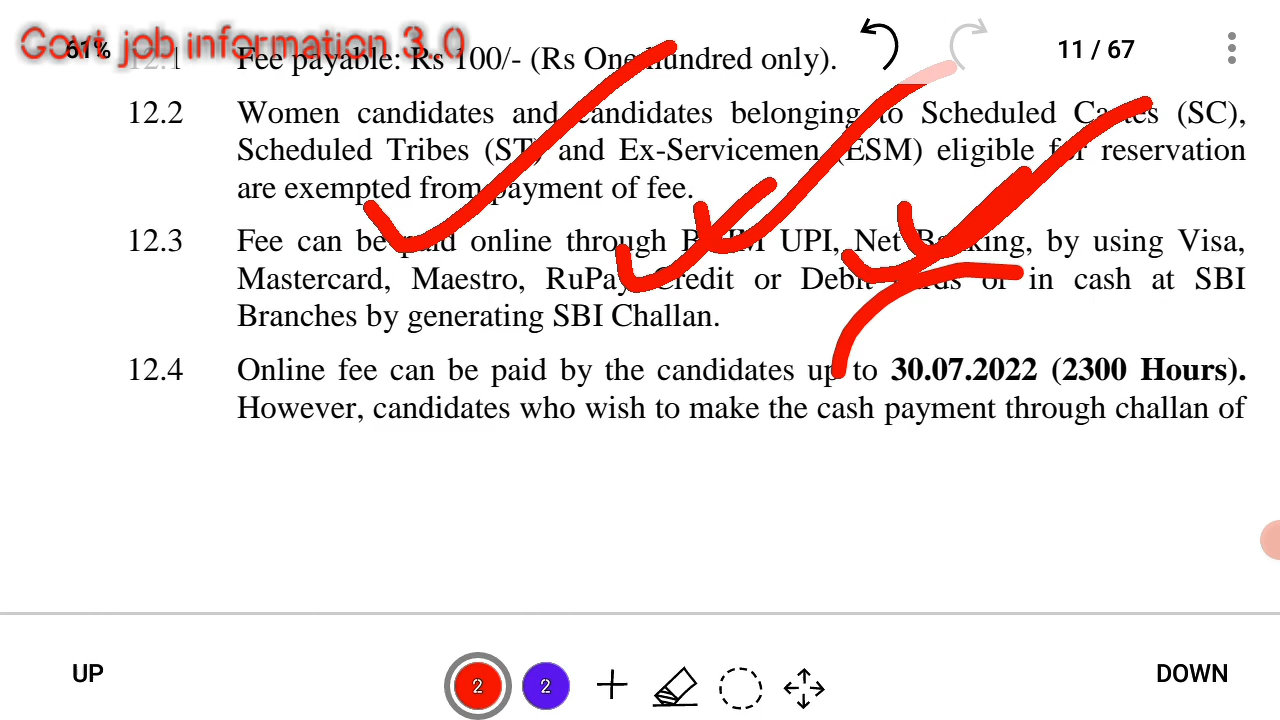 Govt job information 3.0
61%
11 / 67
12.1 Fee payable: Rs 100/- (Rs One hundred only).
12.2 Women candidates and candidates belonging to Scheduled Castes (SC),
Scheduled Tribes (ST) and Ex-Servicemen (ESM) eligible for reservation
are exempted from payment of fee.
12.3 Fee can be paid online through BHIM UPI, Net Banking, by using Visa,
Mastercard, Maestro, RuPay Credit or Debit cards or in cash at SBI
Branches by generating SBI Challan.
12.4 Online fee can be paid by the candidates up to 30.07.2022 (2300 Hours).
However, candidates who wish to make the cash payment through challan of
UP
2
2
DOWN